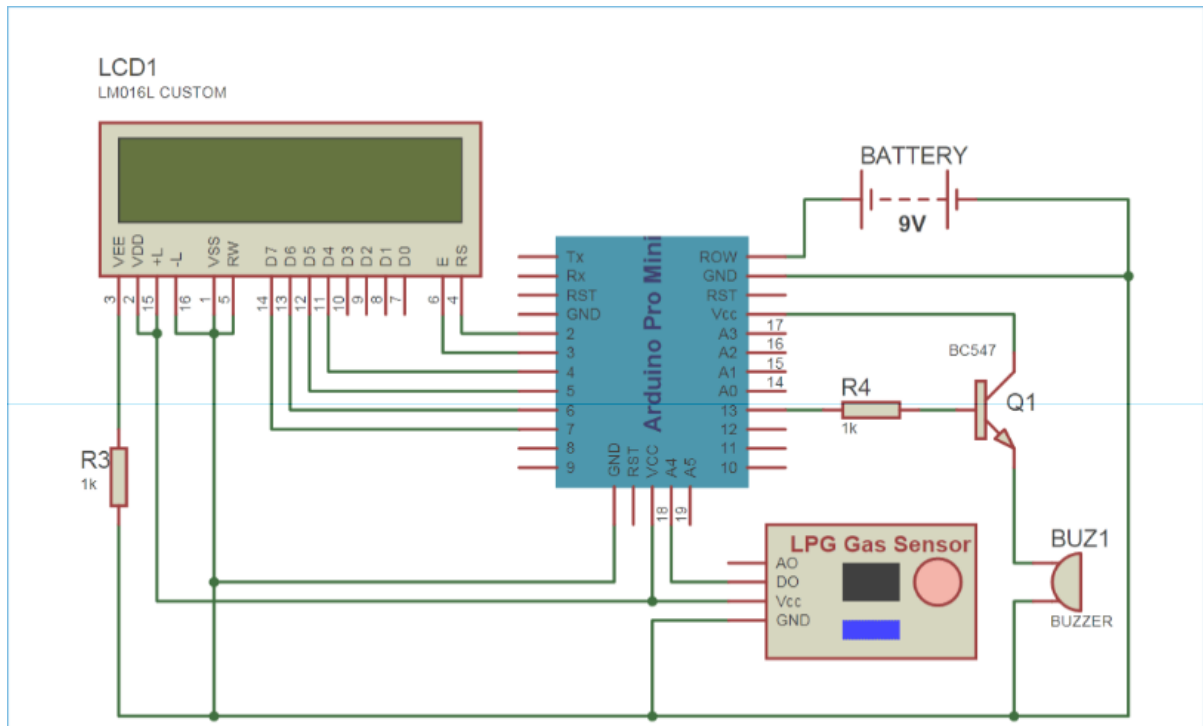 LCD1
LM016L CUSTOM
VEE VDD +L -L VSS RW D7 D6 D5 D4 D3 D2 D1 D0 E RS
3 2 15 16 1 5 14 13 12 11 10 9 8 7 6 4
BATTERY
9V
Arduino Pro Mini
Tx
Rx
RST
GND
2
3
4
5
6
7
8
9
ROW
GND
RST
Vcc
A3 17
A2 16
A1 15
A0 14
13
12
11
10
GND RST VCC A4 A5
18 19
BC547
Q1
R4
1k
R3
1k
LPG Gas Sensor
AO
DO
Vcc
GND
BUZ1
BUZZER